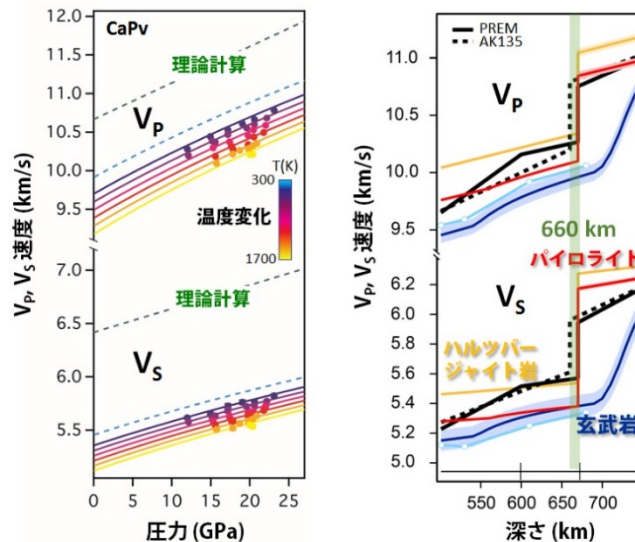 CaPv
理論計算
VP
T(K)
300
温度変化
1700
理論計算
VS
12.0
11.5
11.0
10.5
10.0
9.5
7.0
6.5
6.0
5.5
VP, VS 速度 (km/s)
0
10
20
圧力 (GPa)
PREM
AK135
VP
660 km
パイロライト
VS
ハルツバー
ジャイト岩
玄武岩
11.0
10.5
10.0
9.5
6.2
6.0
5.8
5.6
5.4
5.2
5.0
VP, VS 速度 (km/s)
550
600
650
700
深さ (km)